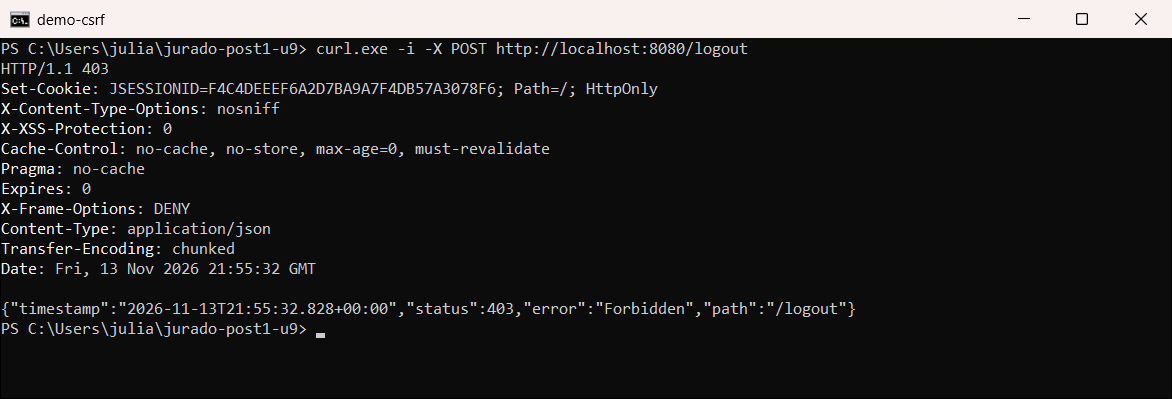 demo-csrf
PS C:\Users\julia\jurado-post1-u9> curl.exe -i -X POST http://localhost:8080/logout
HTTP/1.1 403
Set-Cookie: JSESSIONID=F4C4DEEEF6A2D7BA9A7F4DB57A3078F6; Path=/; HttpOnly
X-Content-Type-Options: nosniff
X-XSS-Protection: 0
Cache-Control: no-cache, no-store, max-age=0, must-revalidate
Pragma: no-cache
Expires: 0
X-Frame-Options: DENY
Content-Type: application/json
Transfer-Encoding: chunked
Date: Fri, 13 Nov 2026 21:55:32 GMT
{"timestamp":"2026-11-13T21:55:32.828+00:00","status":403,"error":"Forbidden","path":"/logout"}
PS C:\Users\julia\jurado-post1-u9>